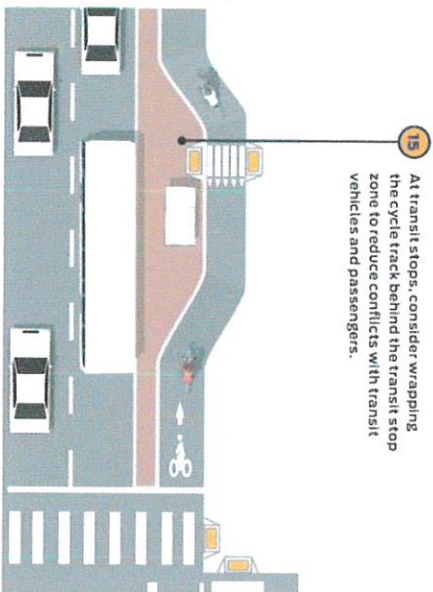 15
At transit stops, consider wrapping
the cycle track behind the transit stop
zone to reduce conflicts with transit
vehicles and passengers.